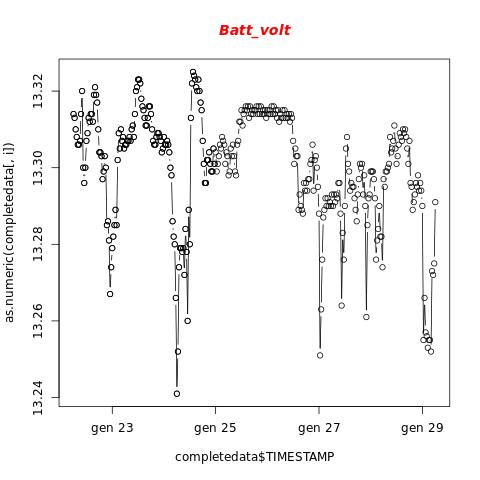 Batt_volt
as.numeric(completedata[, i])
13.32
13.30
13.28
13.26
13.24
gen 23
gen 25
gen 27
gen 29
completedata$TIMESTAMP